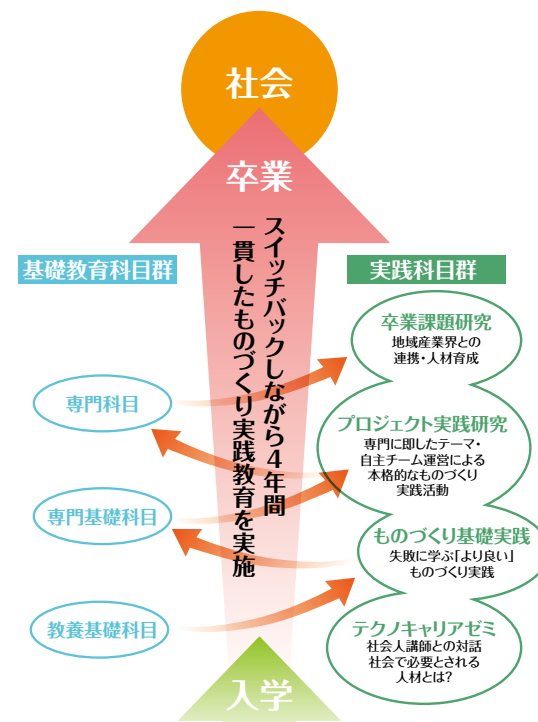 社会
卒業
スイッチバックしながら4年間
一貫したものづくり実践教育を実施
基礎教育科目群
専門科目
専門基礎科目
教養基礎科目
実践科目群
卒業課題研究
地域産業界との
連携・人材育成
プロジェクト実践研究
専門に即したテーマ・
自主チーム運営による
本格的なものづくり
実践活動
ものづくり基礎実践
失敗に学ぶ「より良い」
ものづくり実践
テクノキャリアゼミ
社会人講師との対話
社会で必要とされる
人材とは?
入学